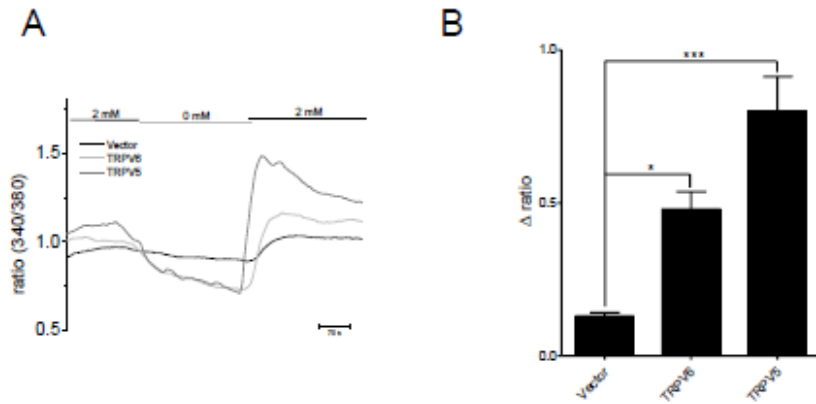 A
2 mM 0 mM 2 mM
Vector
TRPV6
TRPV5
1.5
1.0
0.5
ratio (340/380)
B
1.0
0.5
0.0
Δ ratio
***
*
Vector
TRPV6
TRPV5